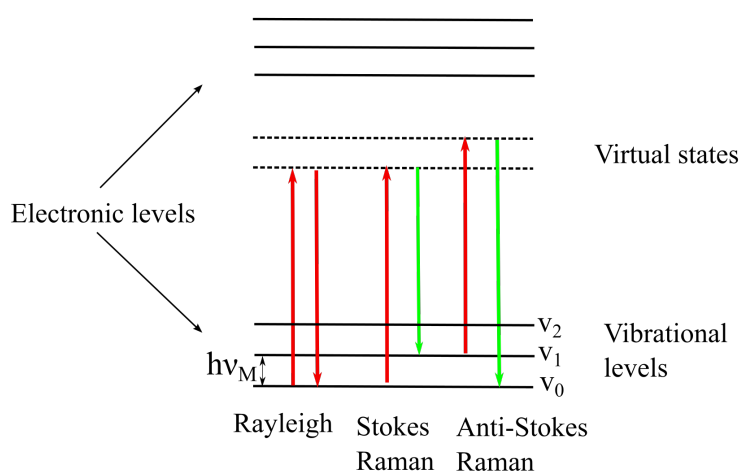 Virtual states
Electronic levels
v2
v1
v0
Vibrational
levels
hνM
Rayleigh
Stokes
Raman
Anti-Stokes
Raman